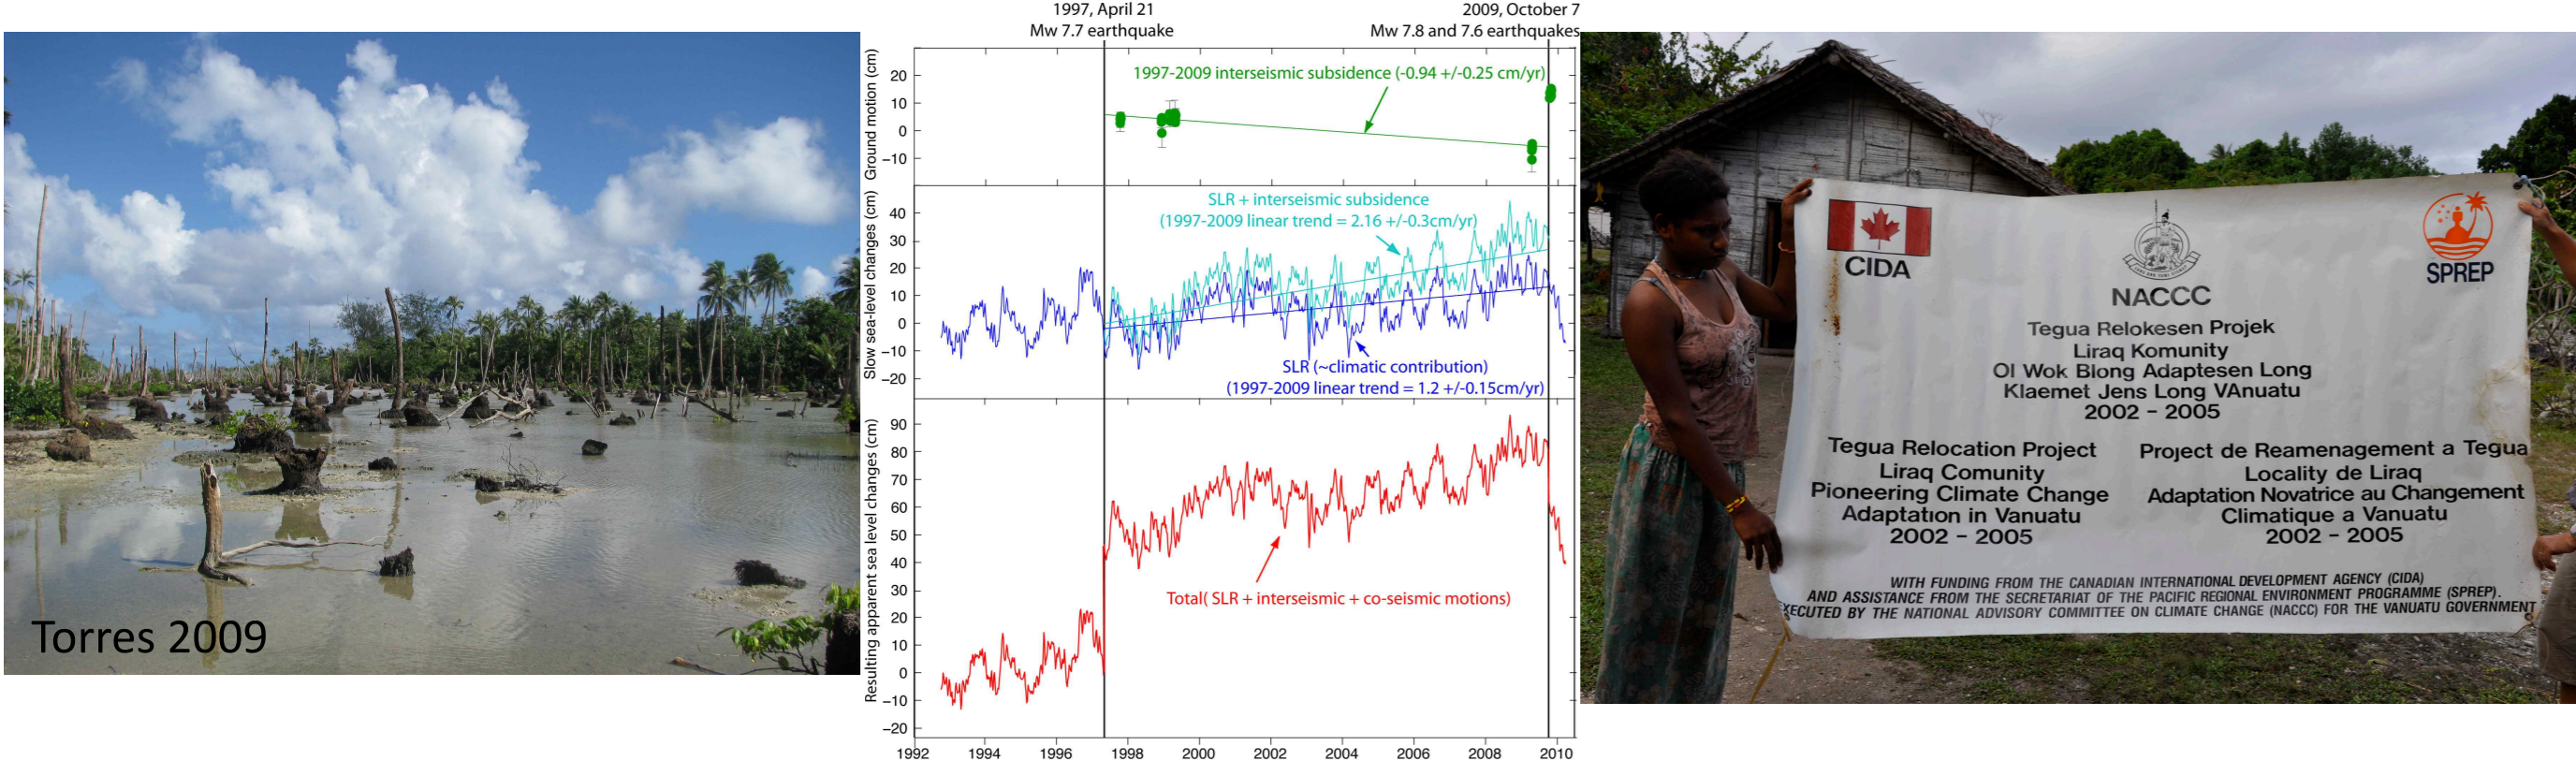 Torres 2009
1997, April 21
Mw 7.7 earthquake
2009, October 7
Mw 7.8 and 7.6 earthquakes
Ground motion (cm)
20
10
0
−10
1997-2009 interseismic subsidence (-0.94 +/-0.25 cm/yr)
Slow sea-level changes (cm)
40
30
20
10
0
−10
−20
SLR + interseismic subsidence
(1997-2009 linear trend = 2.16 +/-0.3cm/yr)
SLR (~climatic contribution)
(1997-2009 linear trend = 1.2 +/-0.15cm/yr)
Resulting apparent sea level changes (cm)
90
80
70
60
50
40
30
20
10
0
−10
−20
Total( SLR + interseismic + co-seismic motions)
1992 1994 1996 1998 2000 2002 2004 2006 2008 2010
CIDA
NACCC
SPREP
Tegua Relokesen Projek
Liraq Komunity
Ol Wok Blong Adaptesen Long
Klaemet Jens Long VAnuatu
2002 - 2005
Tegua Relocation Project
Liraq Comunity
Pioneering Climate Change
Adaptation in Vanuatu
2002 - 2005
Project de Reamenagement a Tegua
Locality de Liraq
Adaptation Novatrice au Changement
Climatique a Vanuatu
2002 - 2005
WITH FUNDING FROM THE CANADIAN INTERNATIONAL DEVELOPMENT AGENCY (CIDA)
AND ASSISTANCE FROM THE SECRETARIAT OF THE PACIFIC REGIONAL ENVIRONMENT PROGRAMME (SPREP).
XECUTED BY THE NATIONAL ADVISORY COMMITTEE ON CLIMATE CHANGE (NACCC) FOR THE VANUATU GOVERNMENT